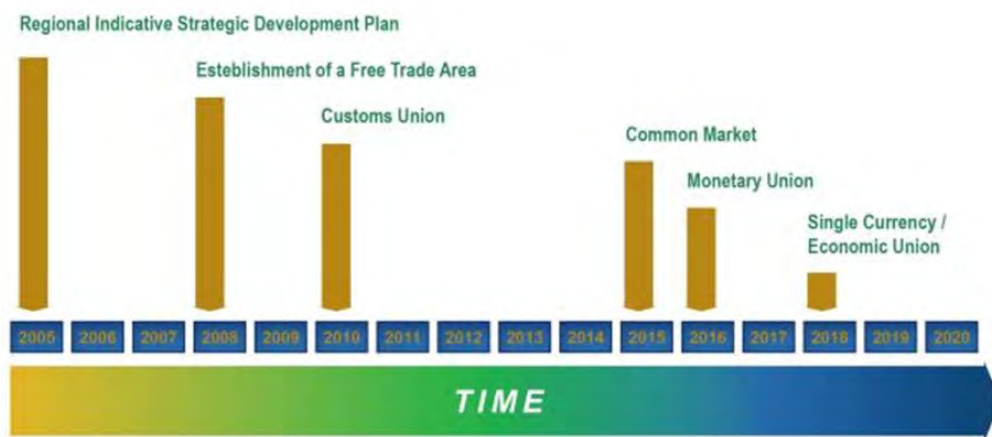 Regional Indicative Strategic Development Plan
Esteblishment of a Free Trade Area
Customs Union
Common Market
Monetary Union
Single Currency /
Economic Union
2005 2006 2007 2008 2009 2010 2011 2012 2013 2014 2015 2016 2017 2018 2019 2020
TIME